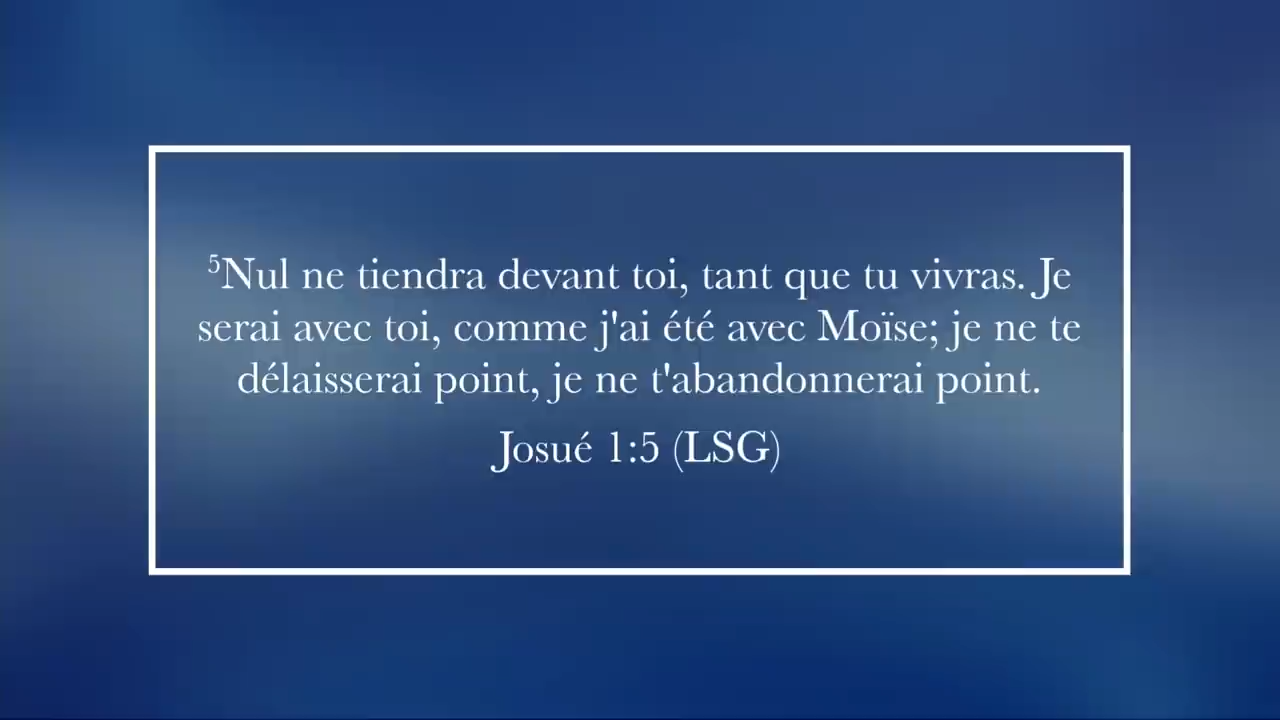 ⁵Nul ne tiendra devant toi, tant que tu vivras. Je
serai avec toi, comme j'ai été avec Moïse; je ne te
délaisserai point, je ne t'abandonnerai point.
Josué 1:5 (LSG)